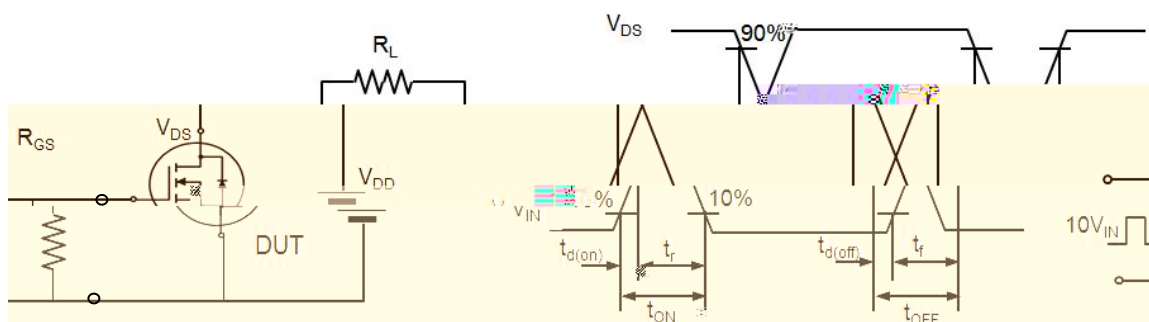 V_DS
90%
R_L
R_GS
V_DS
V_DD
V_IN
10%
10V_IN
DUT
t_d(on)
t_r
t_d(off)
t_f
t_ON
t_OFF